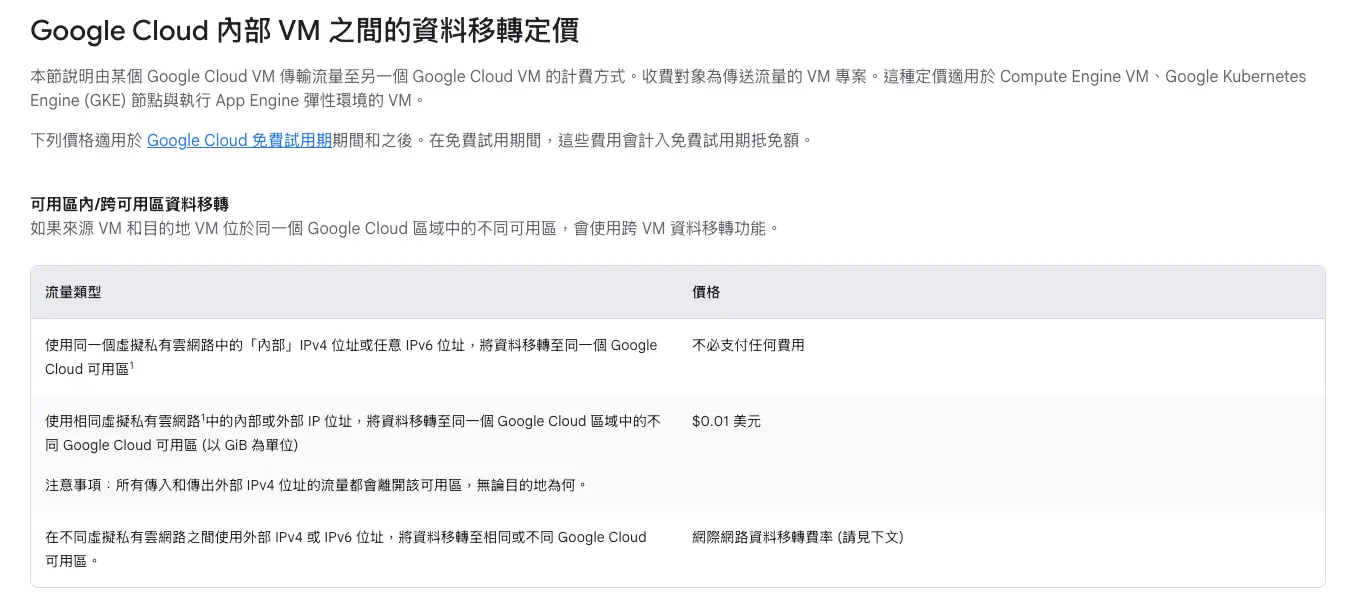 Google Cloud 內部 VM 之間的資料移轉定價
本節說明由某個 Google Cloud VM 傳輸流量至另一個 Google Cloud VM 的計費方式。收費對象為傳送流量的 VM 專案。這種定價適用於 Compute Engine VM、Google Kubernetes
Engine (GKE) 節點與執行 App Engine 彈性環境的 VM。
下列價格適用於 Google Cloud 免費試用期期間和之後。在免費試用期間，這些費用會計入免費試用期抵免額。
可用區內/跨可用區資料移轉
如果來源 VM 和目的地 VM 位於同一個 Google Cloud 區域中的不同可用區，會使用跨 VM 資料移轉功能。
流量類型
價格
使用同一個虛擬私有雲網路中的「內部」IPv4 位址或任意 IPv6 位址，將資料移轉至同一個 Google
Cloud 可用區1
不必支付任何費用
使用相同虛擬私有雲網路1中的內部或外部 IP 位址，將資料移轉至同一個 Google Cloud 區域中的不
同 Google Cloud 可用區 (以 GiB 為單位)
$0.01 美元
注意事項：所有傳入和傳出外部 IPv4 位址的流量都會離開該可用區，無論目的地為何。
在不同虛擬私有雲網路之間使用外部 IPv4 或 IPv6 位址，將資料移轉至相同或不同 Google Cloud
可用區。
網際網路資料移轉費率 (請見下文)